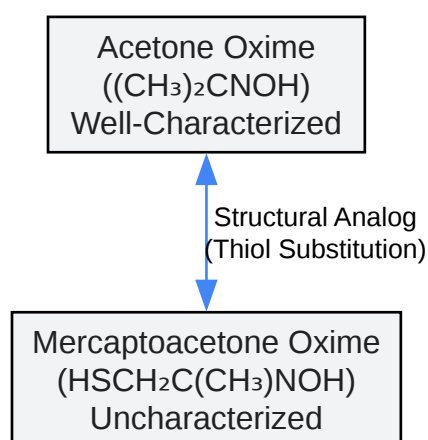 Acetone Oxime
((CH₃)₂CNOH)
Well-Characterized
Structural Analog
(Thiol Substitution)
Mercaptoacetone Oxime
(HSCH₂C(CH₃)NOH)
Uncharacterized